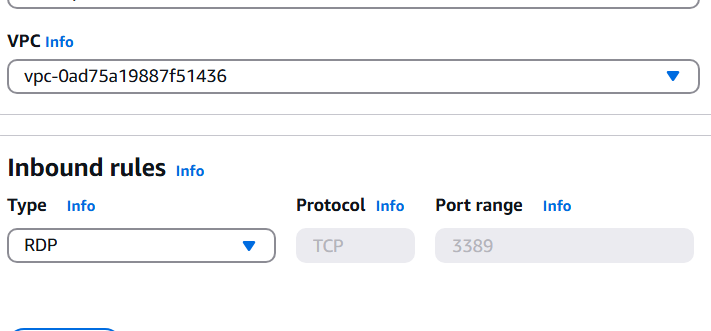 VPC Info
vpc-0ad75a19887f51436
Inbound rules Info
Type Info Protocol Info Port range Info
RDP TCP 3389